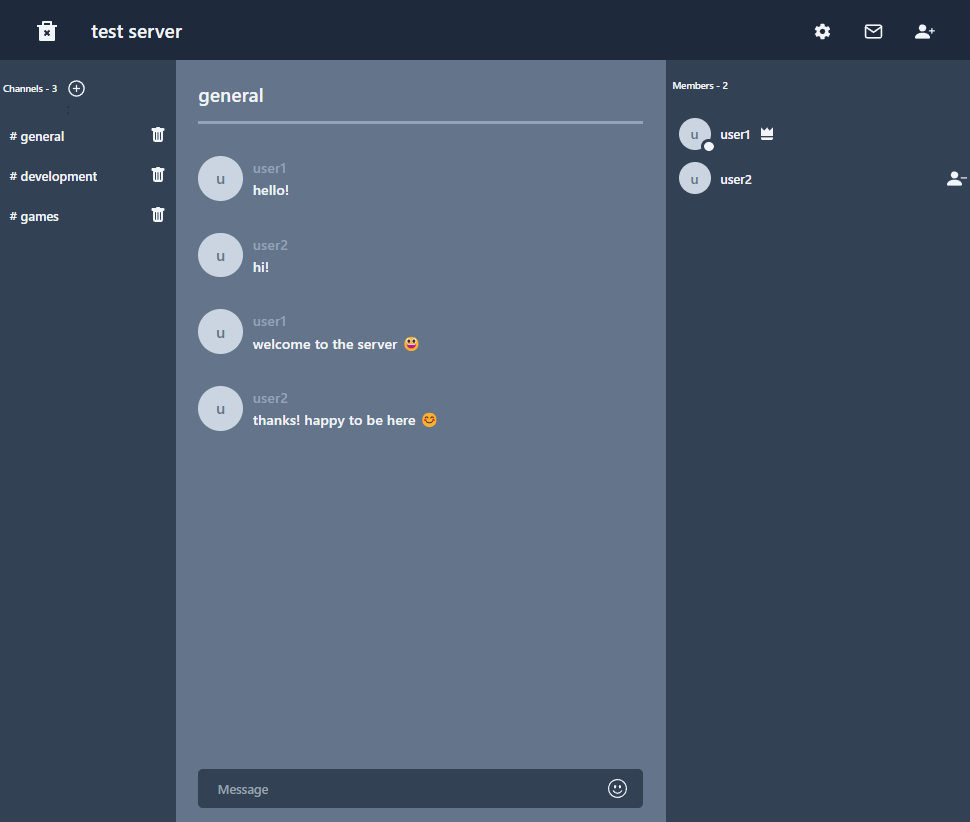 test server
Channels - 3
# general
# development
# games
general
u
user1
hello!
u
user2
hi!
u
user1
welcome to the server 😃
u
user2
thanks! happy to be here 😊
Message
Members - 2
u
user1
u
user2